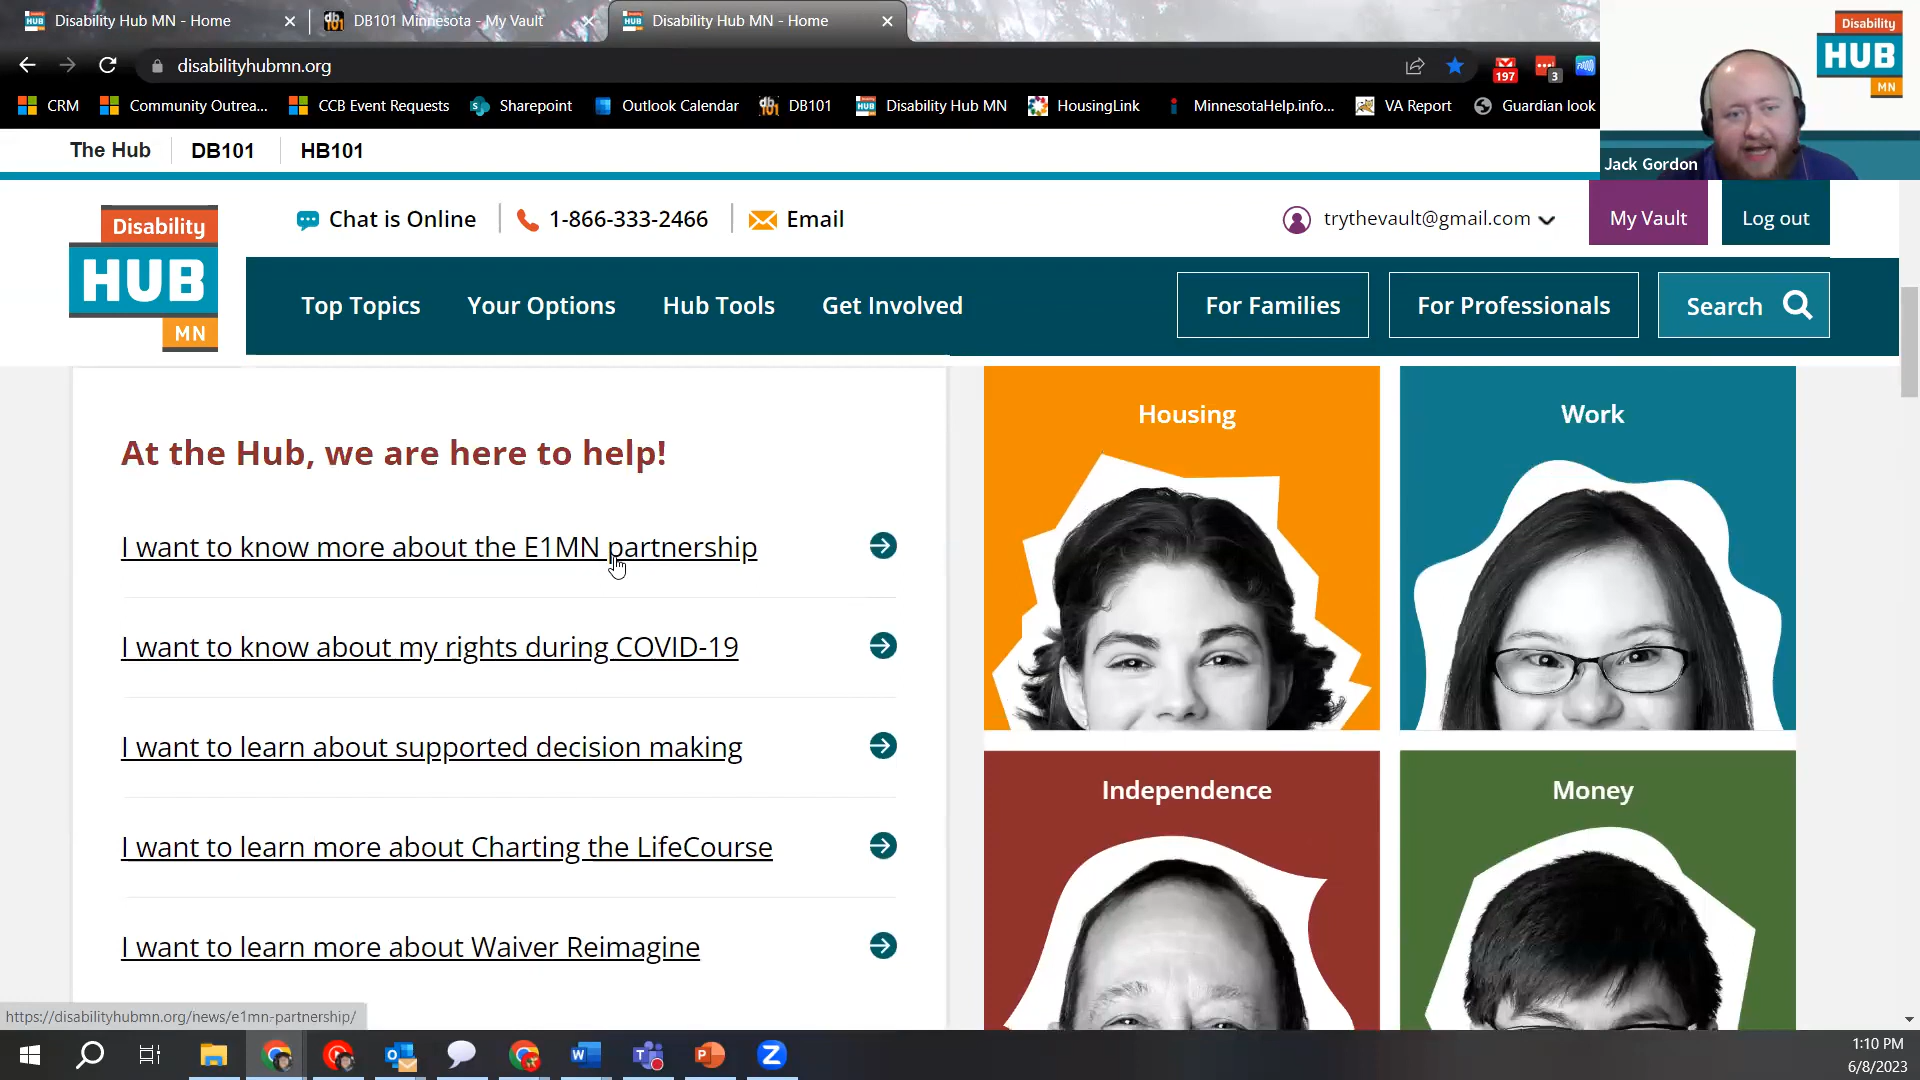 Disability Hub MN - Home
DB101 Minnesota - My Vault
Disability Hub MN - Home
disabilityhubmn.org
197
3
CRM
Community Outrea...
CCB Event Requests
Sharepoint
Outlook Calendar
DB101
Disability Hub MN
HousingLink
MinnesotaHelp.info...
VA Report
Guardian look
Disability
HUB
MN
Jack Gordon
The Hub
DB101
HB101
Disability
HUB
MN
Chat is Online
1-866-333-2466
Email
trythevault@gmail.com
My Vault
Log out
Top Topics
Your Options
Hub Tools
Get Involved
For Families
For Professionals
Search
At the Hub, we are here to help!
I want to know more about the E1MN partnership
I want to know about my rights during COVID-19
I want to learn about supported decision making
I want to learn more about Charting the LifeCourse
I want to learn more about Waiver Reimagine
Housing
Work
Independence
Money
https://disabilityhubmn.org/news/e1mn-partnership/
1:10 PM
6/8/2023